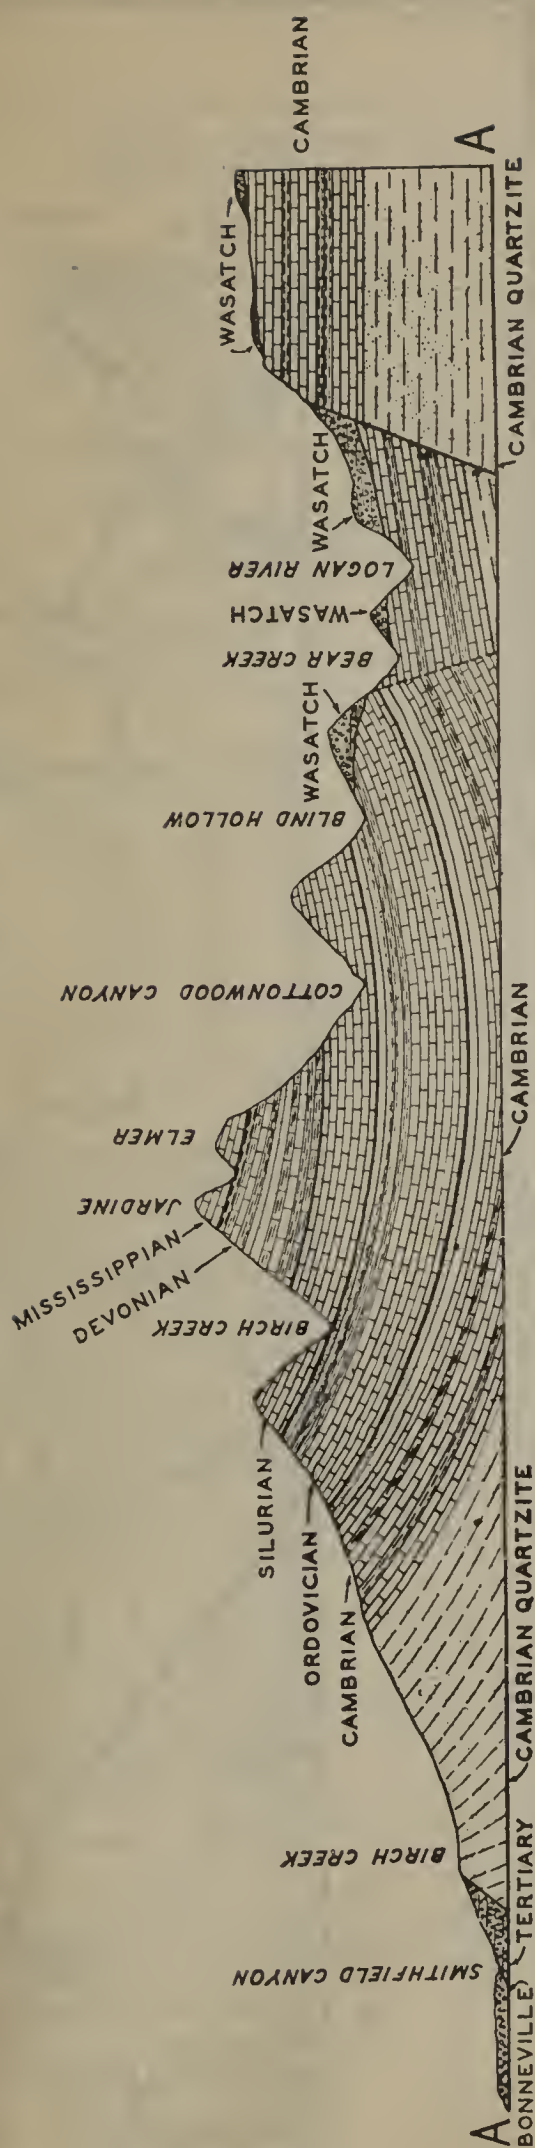 A
BONNEVILLE
TERTIARY
SMITHFIELD CANYON
BIRCH CREEK
CAMBRIAN QUARTZITE
CAMBRIAN
ORDOVICIAN
SILURIAN
BIRCH CREEK
DEVONIAN
MISSISSIPPIAN
JARDINE
ELMER
CAMBRIAN
COTTONWOOD CANYON
BLIND HOLLOW
WASATCH
BEAR CREEK
WASATCH
LOGAN RIVER
WASATCH
CAMBRIAN QUARTZITE
WASATCH
CAMBRIAN
A